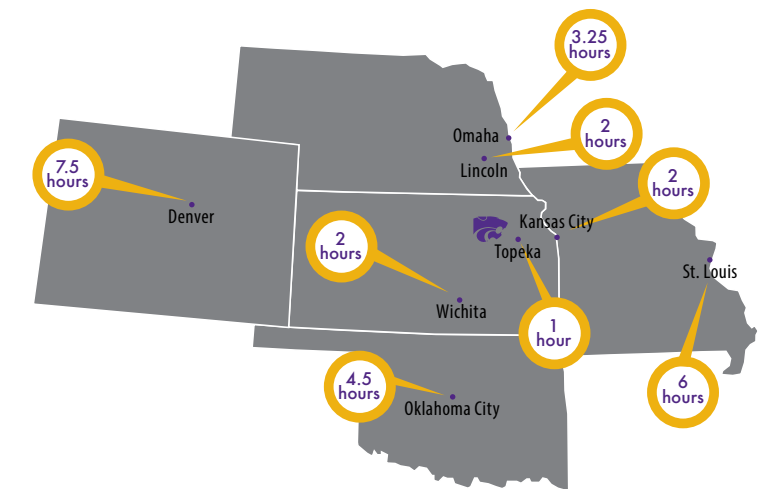 3.25
hours
Omaha
2
hours
Lincoln
7.5
hours
2
hours
Denver
Kansas City
2
hours
Topeka
St. Louis
Wichita
1
hour
4.5
hours
6
hours
Oklahoma City